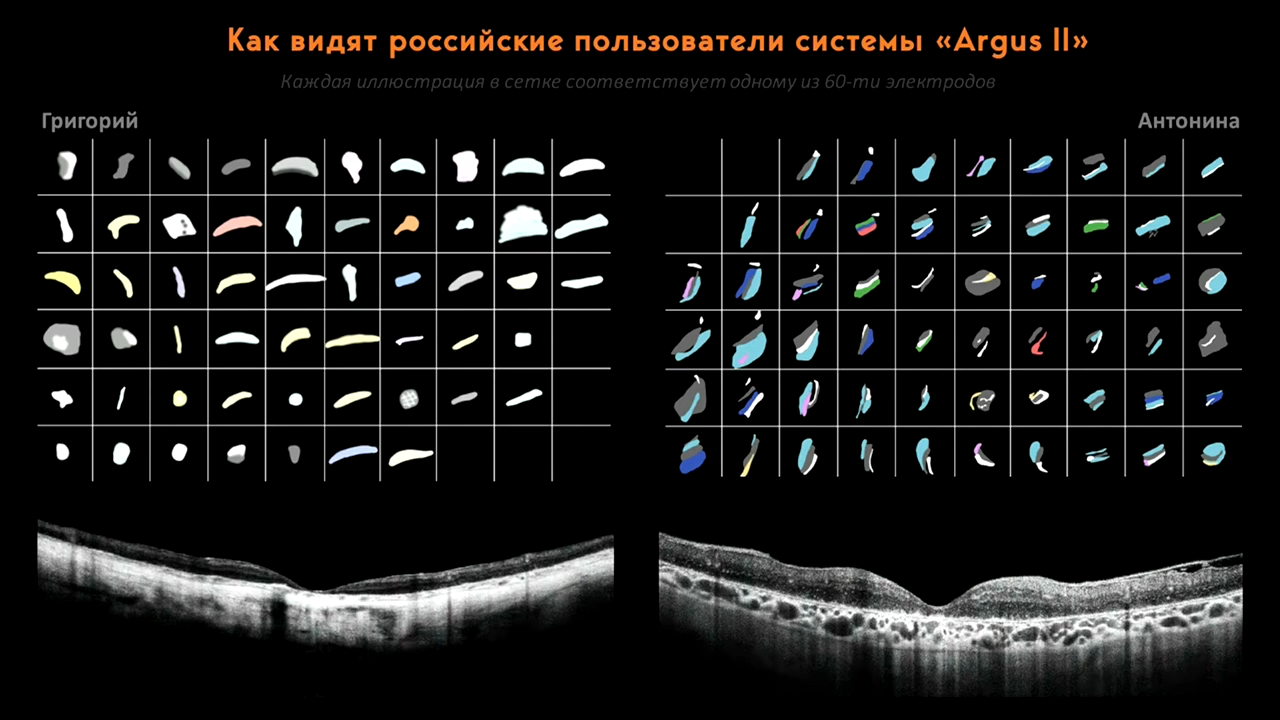 Как видят российские пользователи системы «Argus II»
Каждая иллюстрация в сетке соответствует одному из 60-ти электродов
Григорий
Антонина